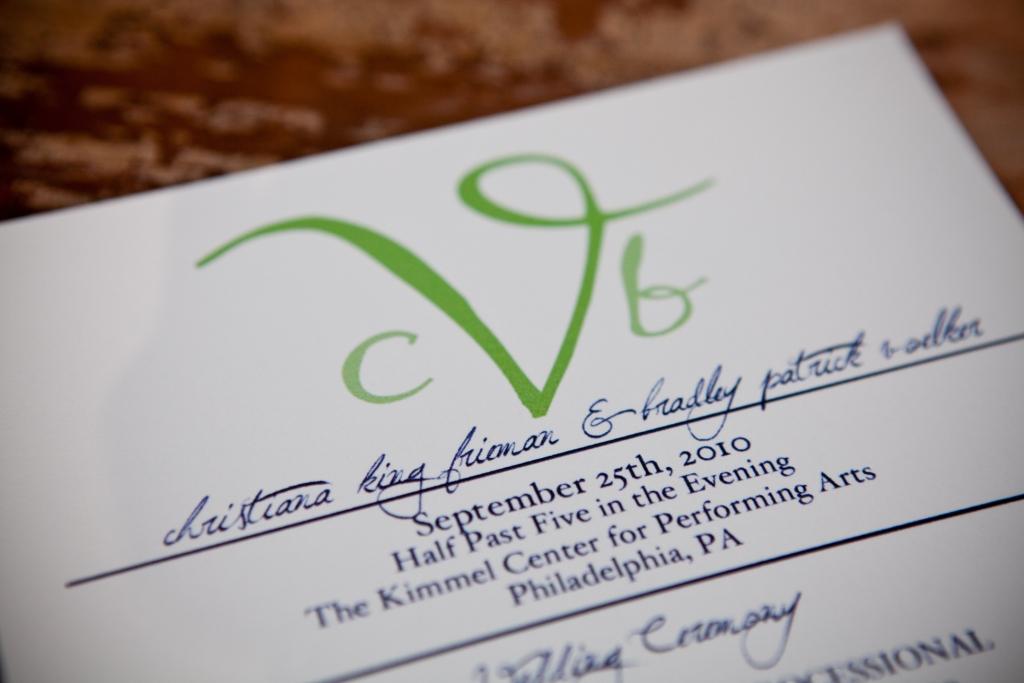 c V b
christiana king frieman & bradley patrick voelker
September 25th, 2010
Half Past Five in the Evening
The Kimmel Center for Performing Arts
Philadelphia, PA
Wedding Ceremony